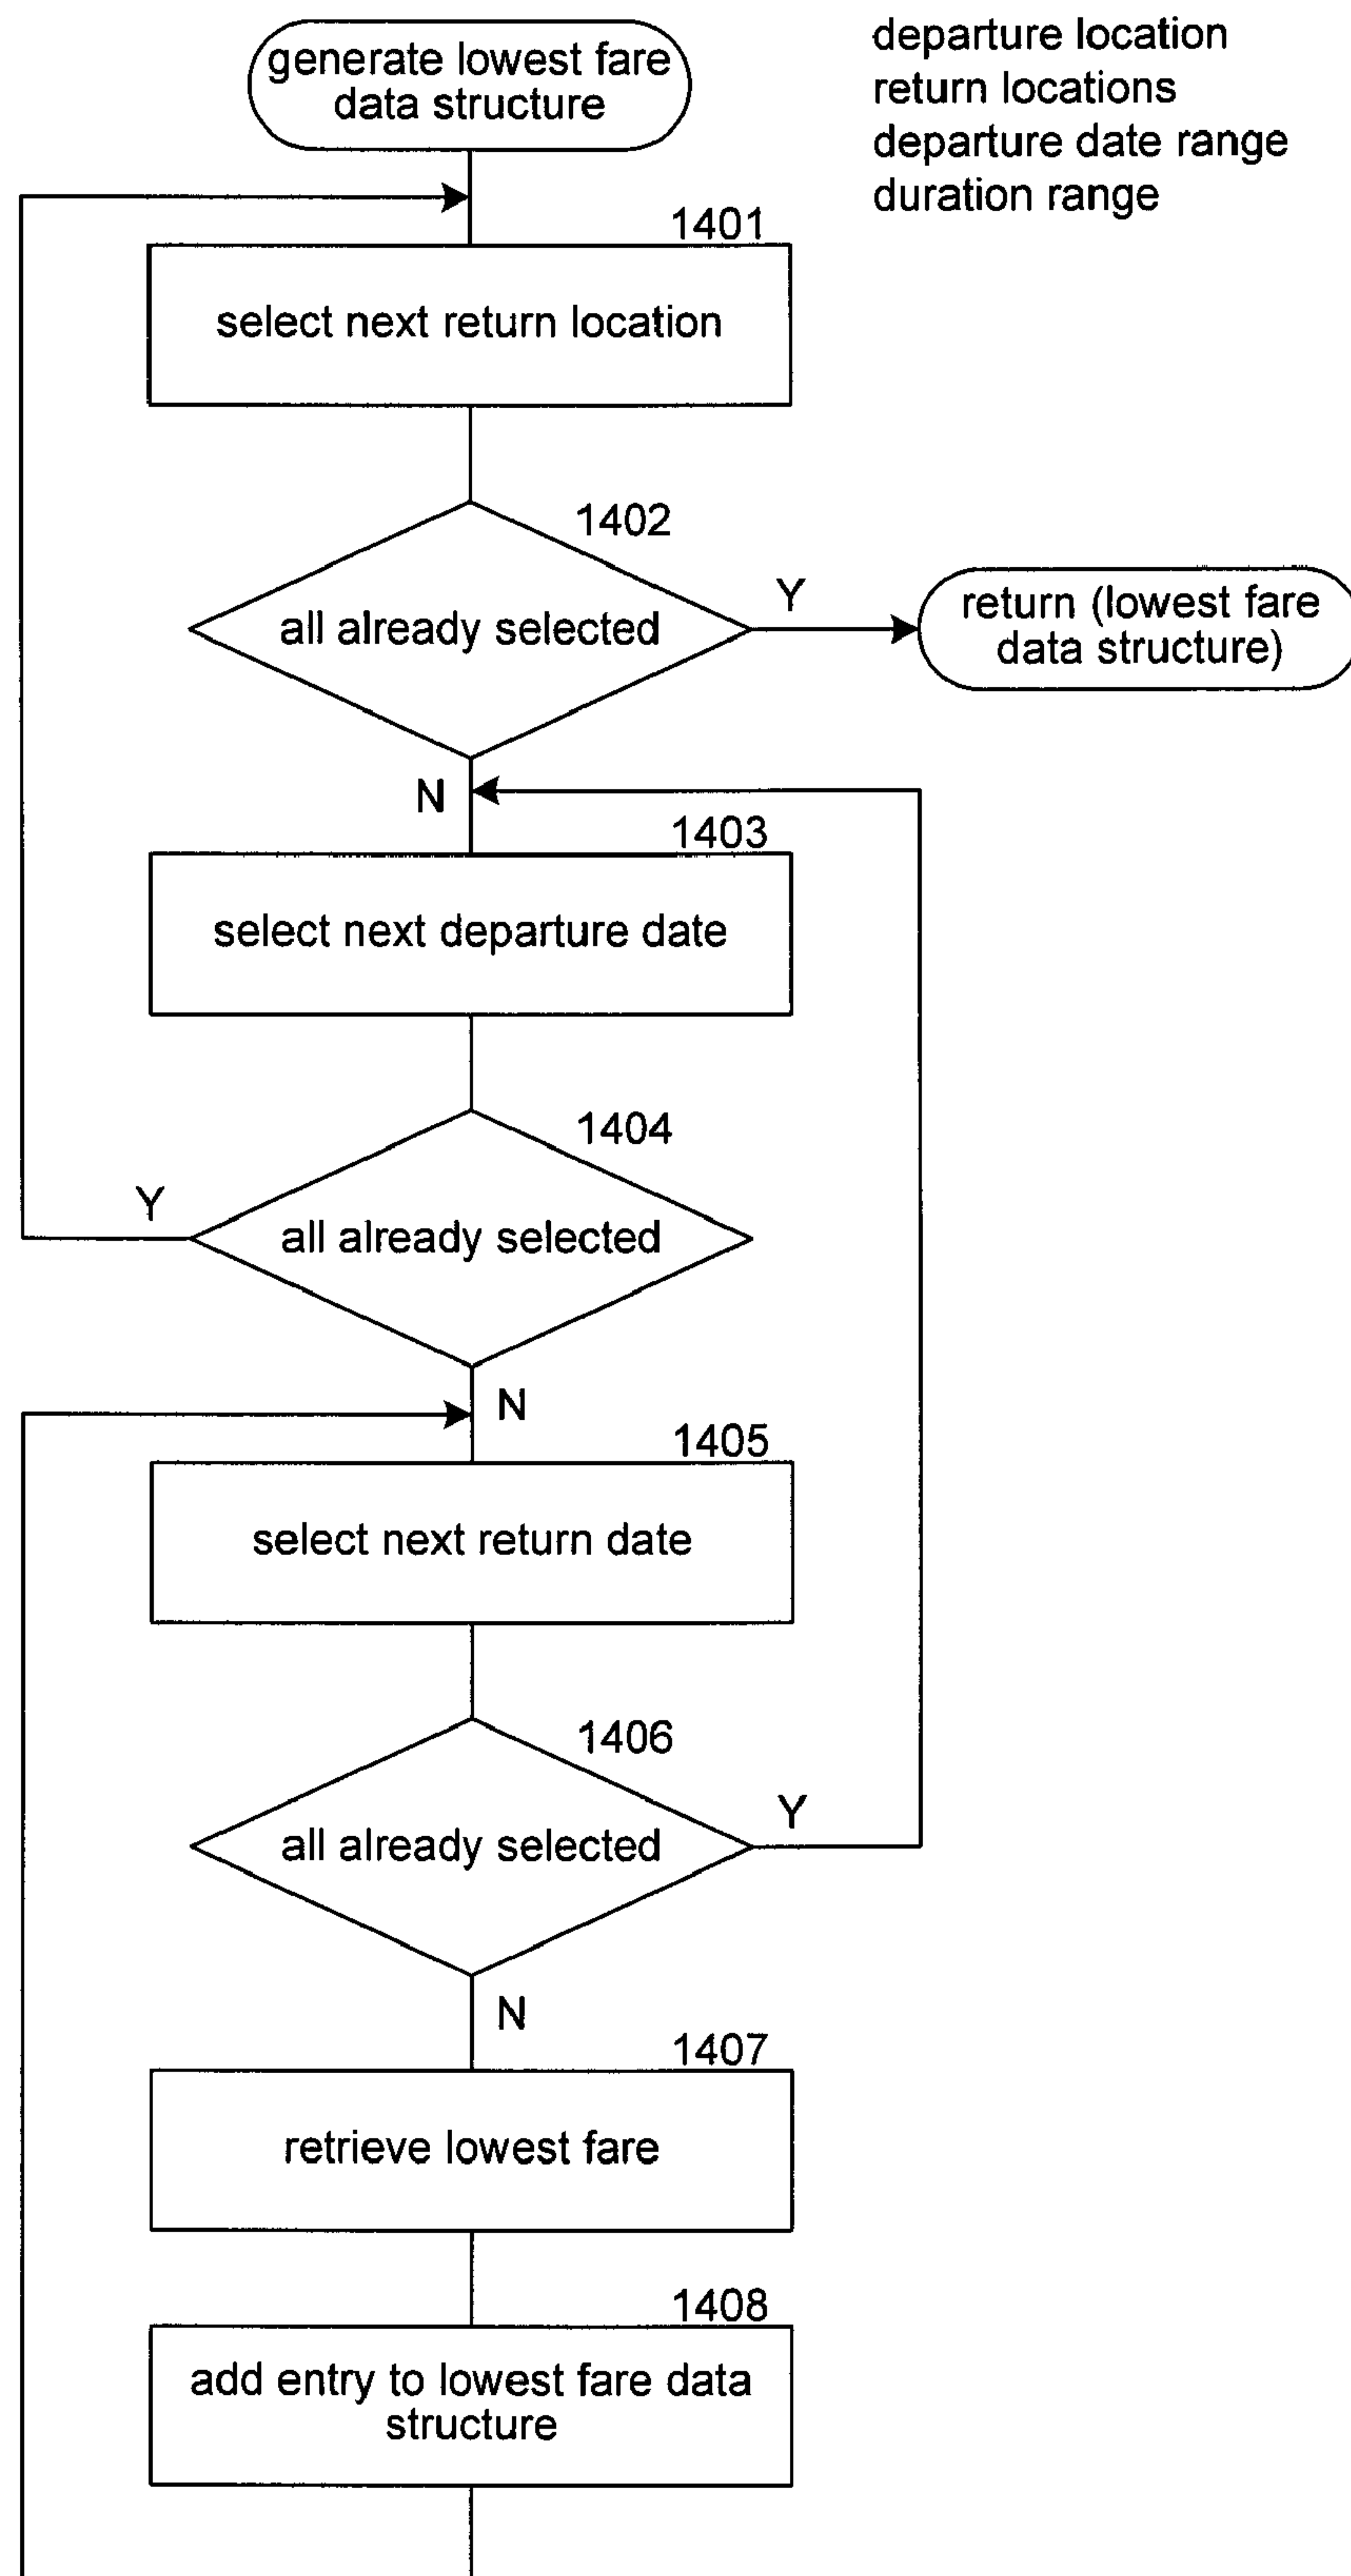 generate lowest fare
data structure
departure location
return locations
departure date range
duration range
1401
select next return location
1402
all already selected
Y
return (lowest fare
data structure)
N
1403
select next departure date
1404
all already selected
Y
N
1405
select next return date
1406
all already selected
Y
N
1407
retrieve lowest fare
1408
add entry to lowest fare data
structure